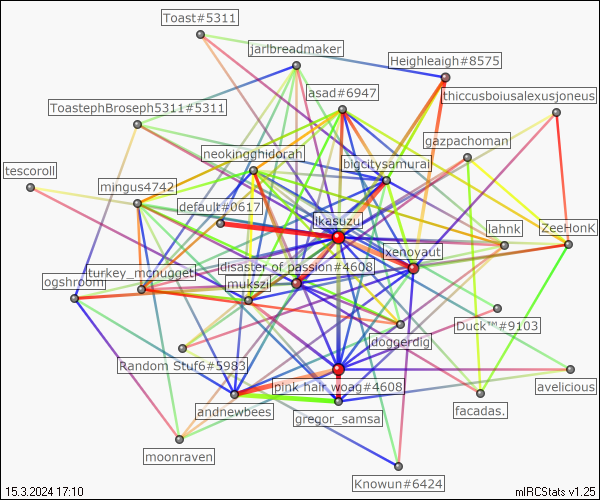 Toast#5311
jarlbreadmaker
Heighleaigh#8575
asad#6947
thiccusboiusalexusjoneus
ToastephBroseph5311#5311
gazpachoman
neokingghidorah
bigcitysamurai
tescoroll
mingus4742
default#0617
Ikasuzu
lahnk
ZeeHonK
xenoyaut
disaster of passion#4608
turkey_mcnugget
ogshroom
mukszi
Duck™#9103
doggerdig
Random Stuf6#5983
pink hair woag#4608
avelicious
andnewbees
gregor_samsa
facadas.
moonraven
Knowun#6424
15.3.2024 17:10
mIRCStats v1.25